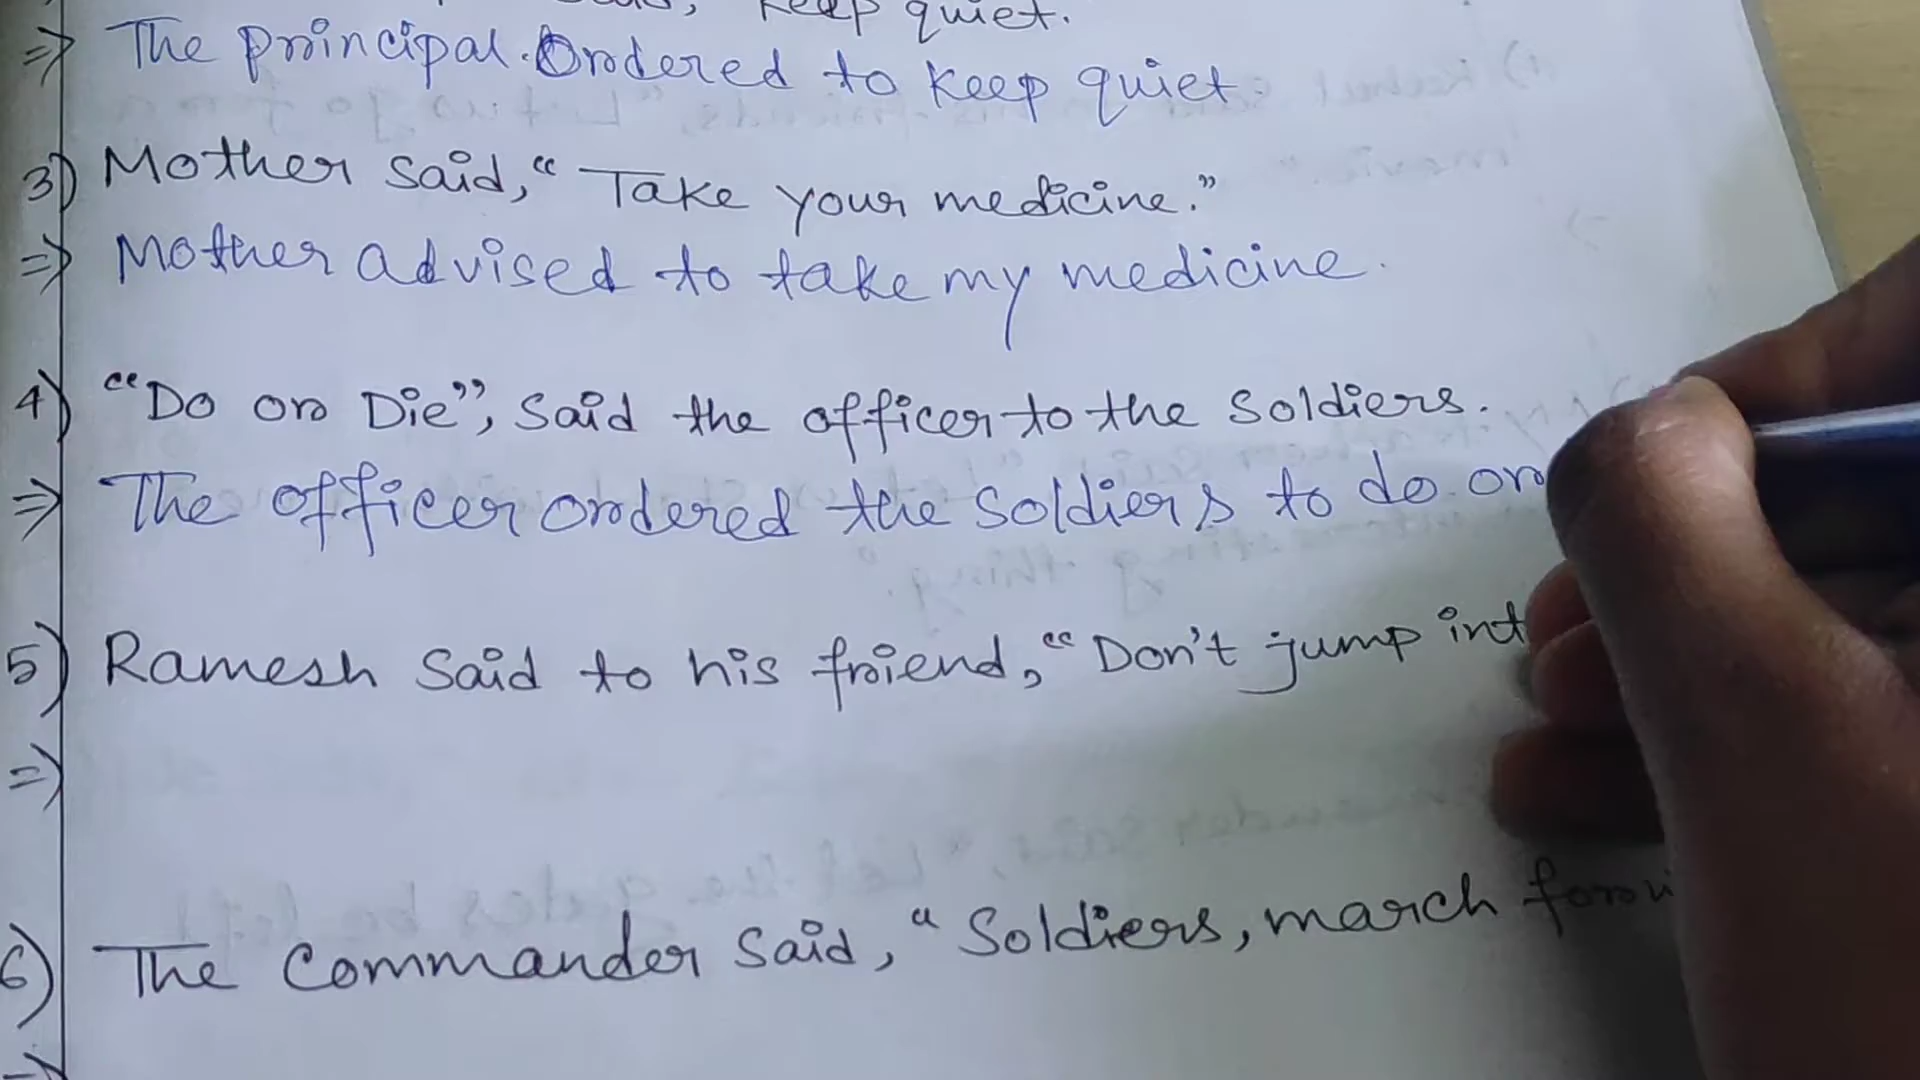 Keep quiet.
=> The principal Ordered to keep quiet.
3) Mother said, "Take your medicine."
=> Mother advised to take my medicine.
4) "Do or Die", said the officer to the soldiers.
=> The officer ordered the soldiers to do or
5) Ramesh said to his friend, "Don't jump int
=>
6) The Commander said, "Soldiers, march
=>